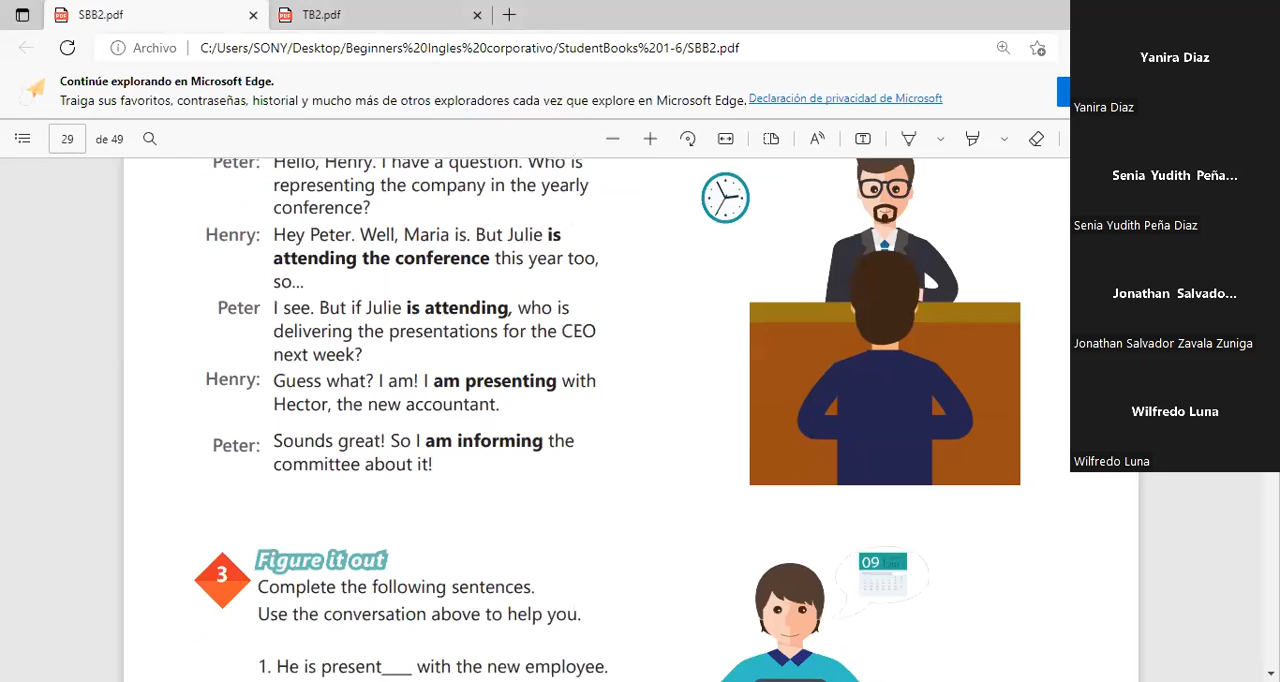 SBB2.pdf
TB2.pdf
Archivo
C:/Users/SONY/Desktop/Beginners%20Ingles%20corporativo/StudentBooks%201-6/SBB2.pdf
Continúe explorando en Microsoft Edge.
Traiga sus favoritos, contraseñas, historial y mucho más de otros exploradores cada vez que explore en Microsoft Edge. Declaración de privacidad de Microsoft
29 de 49
Peter: Hello, Henry. I have a question. Who is
representing the company in the yearly
conference?
Henry: Hey Peter. Well, Maria is. But Julie is
attending the conference this year too,
so...
Peter I see. But if Julie is attending, who is
delivering the presentations for the CEO
next week?
Henry: Guess what? I am! I am presenting with
Hector, the new accountant.
Peter: Sounds great! So I am informing the
committee about it!
3
Figure it out
Complete the following sentences.
Use the conversation above to help you.
1. He is present____ with the new employee.
09
Yanira Diaz
Yanira Diaz
Senia Yudith Peña...
Senia Yudith Peña Diaz
Jonathan Salvado...
Jonathan Salvador Zavala Zuniga
Wilfredo Luna
Wilfredo Luna